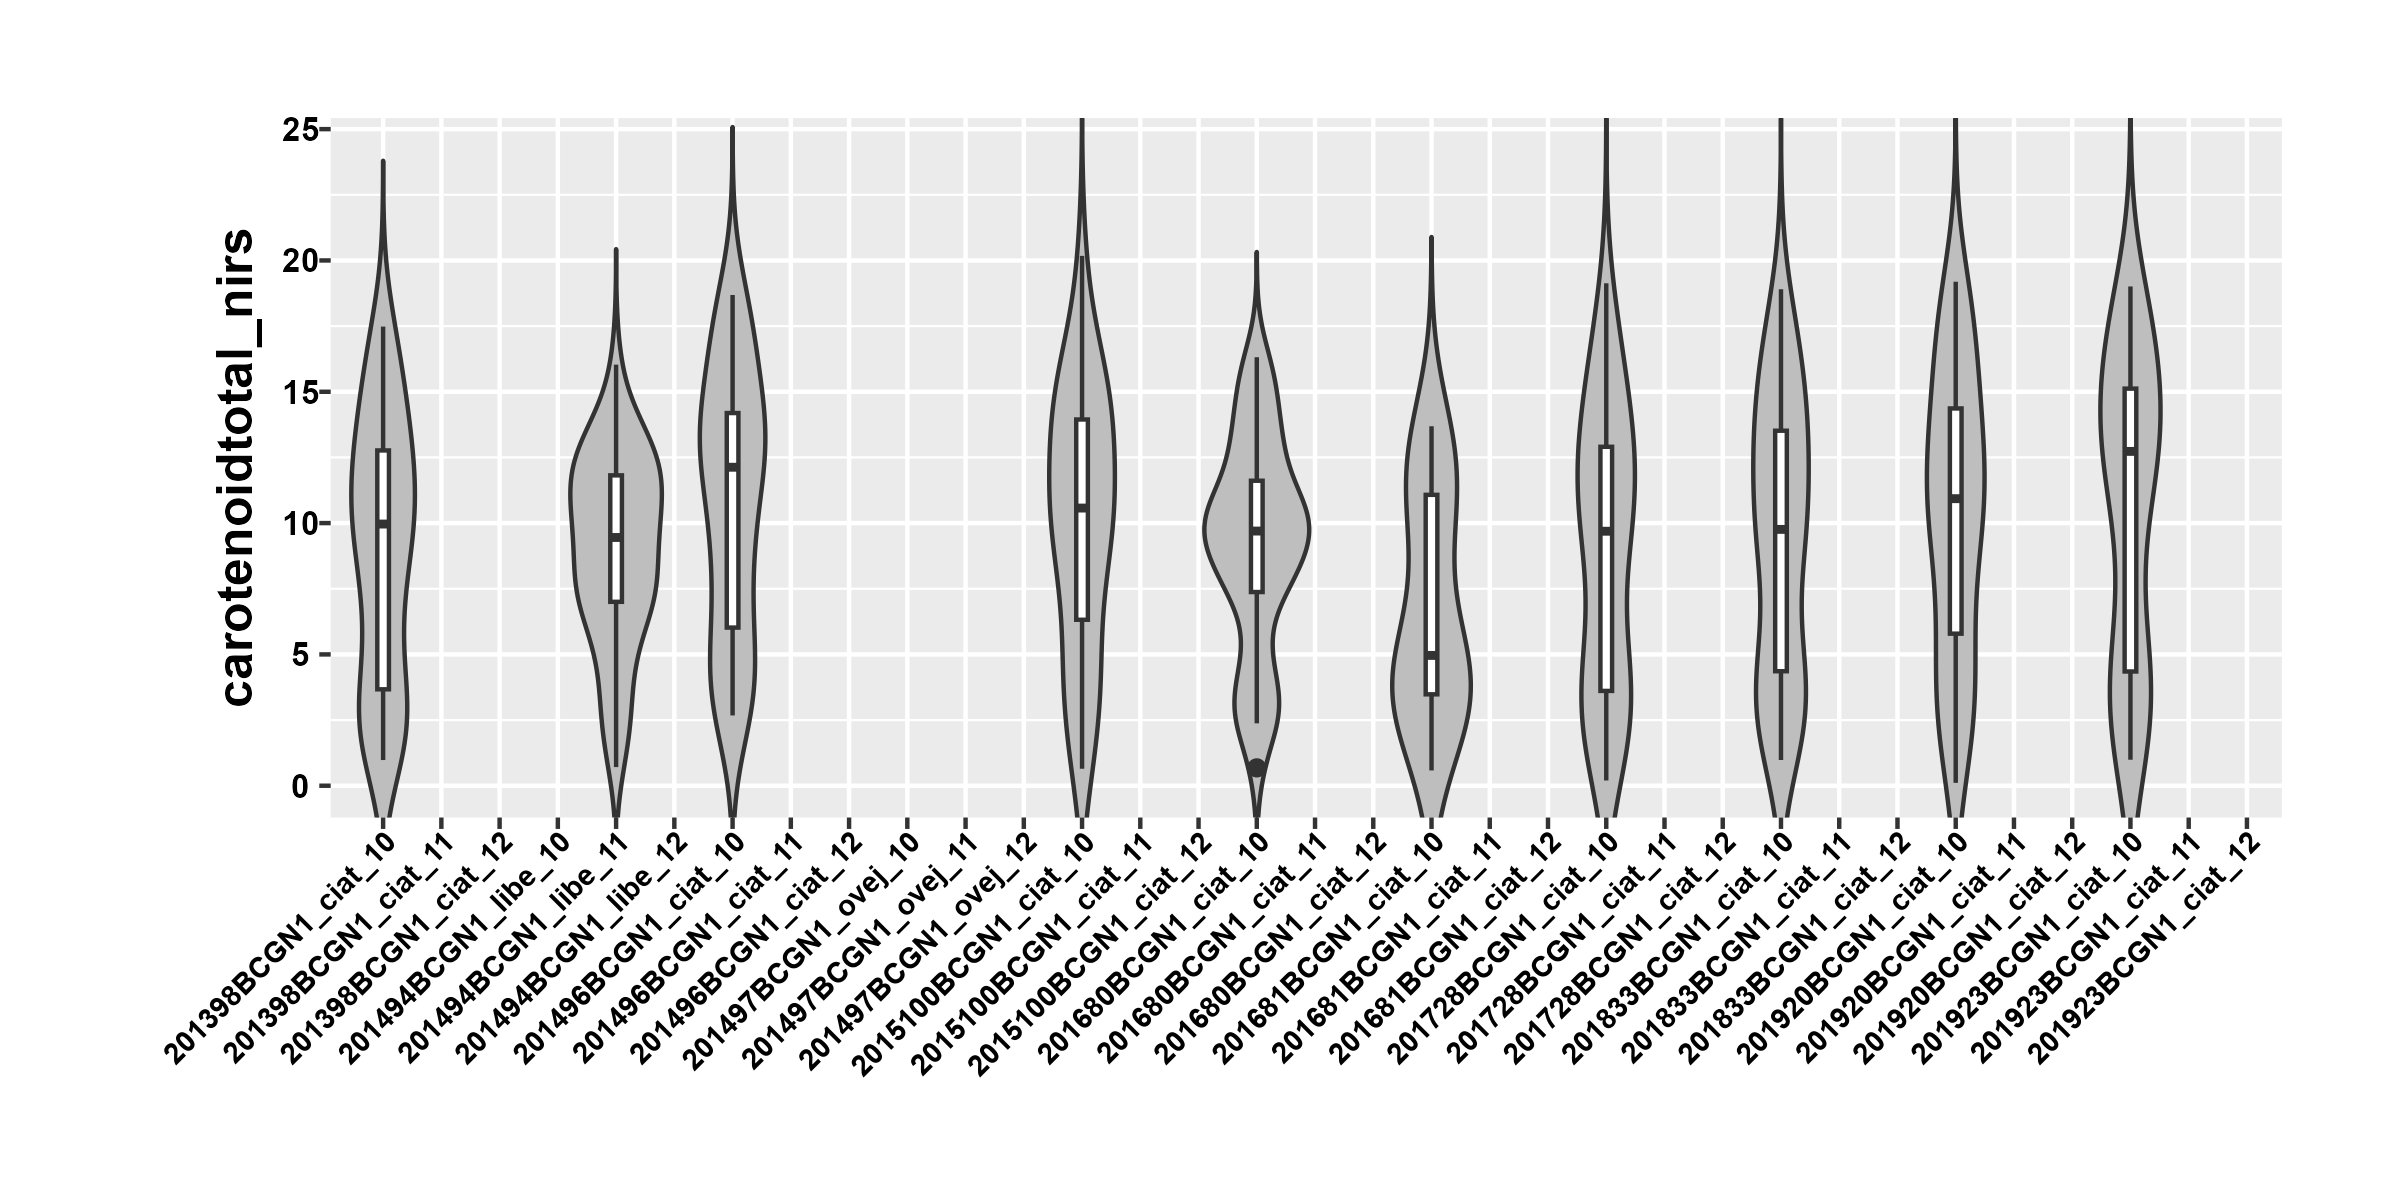 carotenoidtotal_nirs
25
20
15
10
5
0
201398BCGN1_ciat_10
201398BCGN1_ciat_11
201398BCGN1_ciat_12
201494BCGN1_libe_10
201494BCGN1_libe_11
201494BCGN1_libe_12
201496BCGN1_ciat_10
201496BCGN1_ciat_11
201496BCGN1_ciat_12
201497BCGN1_ovej_10
201497BCGN1_ovej_11
201497BCGN1_ovej_12
2015100BCGN1_ciat_10
2015100BCGN1_ciat_11
2015100BCGN1_ciat_12
201680BCGN1_ciat_10
201680BCGN1_ciat_11
201680BCGN1_ciat_12
201681BCGN1_ciat_10
201681BCGN1_ciat_11
201681BCGN1_ciat_12
201728BCGN1_ciat_10
201728BCGN1_ciat_11
201728BCGN1_ciat_12
201833BCGN1_ciat_10
201833BCGN1_ciat_11
201833BCGN1_ciat_12
201920BCGN1_ciat_10
201920BCGN1_ciat_11
201920BCGN1_ciat_12
201923BCGN1_ciat_10
201923BCGN1_ciat_11
201923BCGN1_ciat_12